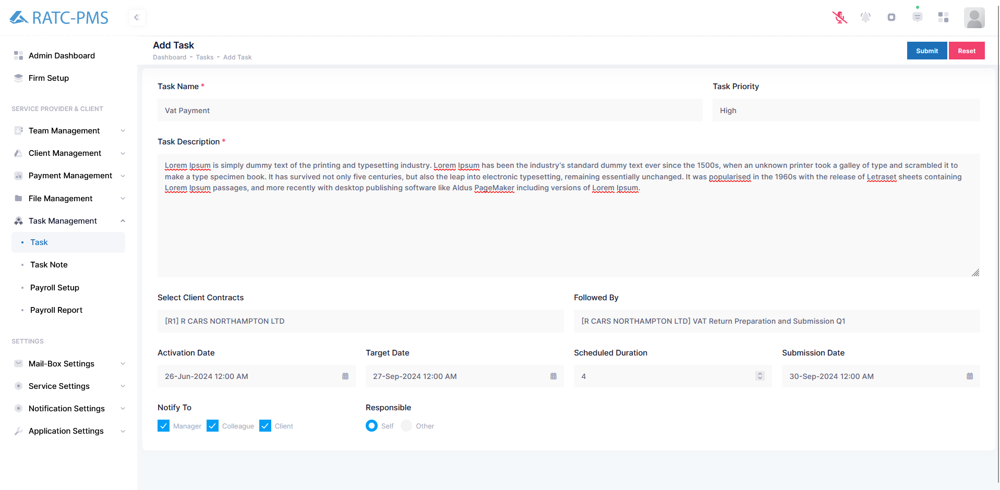 RATC-PMS
Admin Dashboard
Firm Setup
SERVICE PROVIDER & CLIENT
Team Management
Client Management
Payment Management
File Management
Task Management
Task
Task Note
Payroll Setup
Payroll Report
SETTINGS
Mail-Box Settings
Service Settings
Notification Settings
Application Settings
Add Task
Dashboard - Tasks - Add Task
Submit
Reset
Task Name *
Task Priority
Vat Payment
High
Task Description *
Lorem Ipsum is simply dummy text of the printing and typesetting industry. Lorem Ipsum has been the industry's standard dummy text ever since the 1500s, when an unknown printer took a galley of type and scrambled it to
make a type specimen book. It has survived not only five centuries, but also the leap into electronic typesetting, remaining essentially unchanged. It was popularised in the 1960s with the release of Letraset sheets containing
Lorem Ipsum passages, and more recently with desktop publishing software like Aldus PageMaker including versions of Lorem Ipsum.
Select Client Contracts
Followed By
[R1] R CARS NORTHAMPTON LTD
[R CARS NORTHAMPTON LTD] VAT Return Preparation and Submission Q1
Activation Date
Target Date
Scheduled Duration
Submission Date
26-Jun-2024 12:00 AM
27-Sep-2024 12:00 AM
4
30-Sep-2024 12:00 AM
Notify To
Responsible
Manager
Colleague
Client
Self
Other